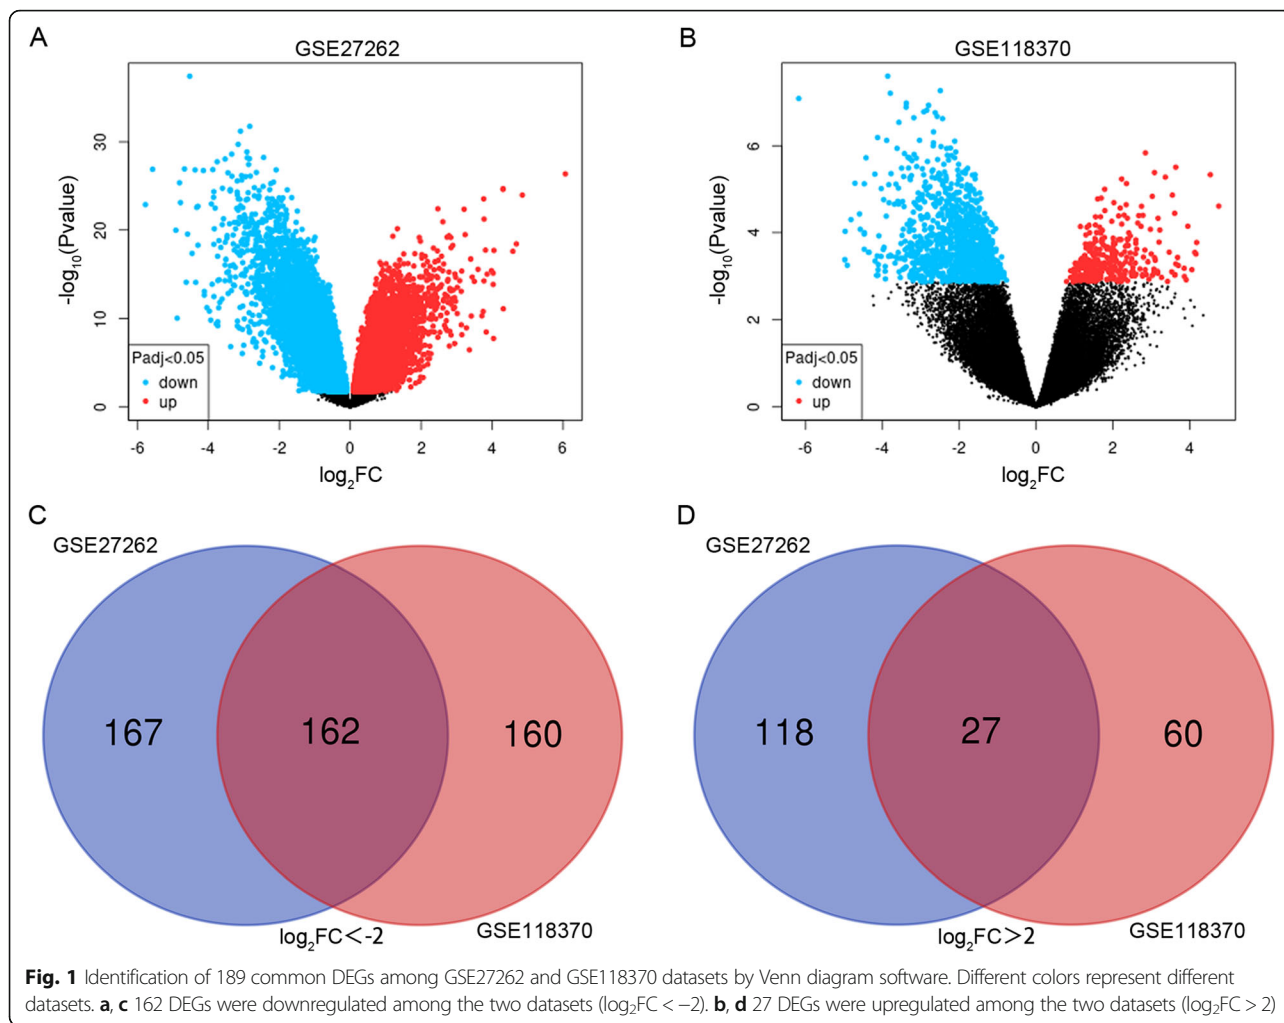 A
GSE27262
-log10(Pvalue)
30
20
10
0
Padj<0.05
down
up
-6 -4 -2 0 2 4 6
log2FC
B
GSE118370
-log10(Pvalue)
6
4
2
0
Padj<0.05
down
up
-6 -4 -2 0 2 4
log2FC
C
GSE27262
167 162 160
log2FC<-2
GSE118370
D
GSE27262
118 27 60
log2FC>2
GSE118370
Fig. 1 Identification of 189 common DEGs among GSE27262 and GSE118370 datasets by Venn diagram software. Different colors represent different
datasets. a, c 162 DEGs were downregulated among the two datasets (log2FC < −2). b, d 27 DEGs were upregulated among the two datasets (log2FC > 2)